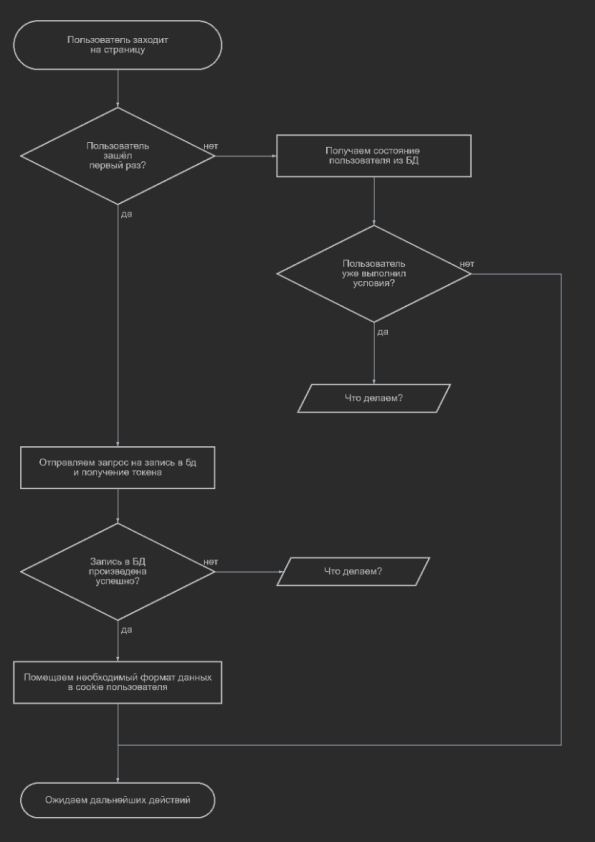 Пользователь заходит
на страницу
Пользователь
зашёл
первый раз?
нет
да
Получаем состояние
пользователя из БД
Пользователь
уже выполнил
условия?
нет
да
Что делаем?
Отправляем запрос на запись в бд
и получение токена
Запись в БД
произведена
успешно?
нет
да
Что делаем?
Помещаем необходимый формат данных
в cookie пользователя
Ожидаем дальнейших действий